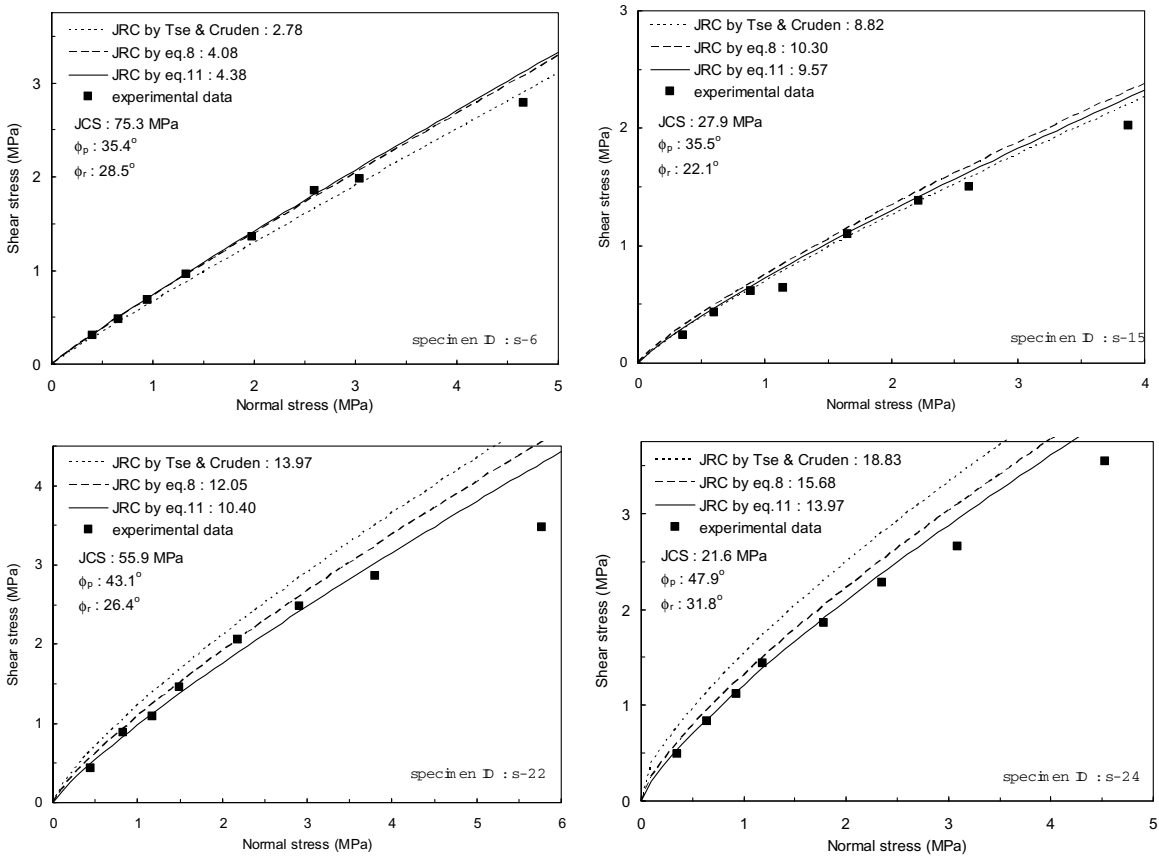 JRC by Tse & Cruden : 2.78
JRC by eq.8 : 4.08
JRC by eq.11 : 4.38
experimental data
JCS : 75.3 MPa
ϕp : 35.4°
ϕr : 28.5°
specimen ID : s-6
Shear stress (MPa)
3
2
1
0
0 1 2 3 4 5
Normal stress (MPa)
JRC by Tse & Cruden : 8.82
JRC by eq.8 : 10.30
JRC by eq.11 : 9.57
experimental data
JCS : 27.9 MPa
ϕp : 35.5°
ϕr : 22.1°
specimen ID : s-15
Shear stress (MPa)
3
2
1
0
0 1 2 3 4
Normal stress (MPa)
JRC by Tse & Cruden : 13.97
JRC by eq.8 : 12.05
JRC by eq.11 : 10.40
experimental data
JCS : 55.9 MPa
ϕp : 43.1°
ϕr : 26.4°
specimen ID : s-22
Shear stress (MPa)
4
3
2
1
0
0 1 2 3 4 5 6
Normal stress (MPa)
JRC by Tse & Cruden : 18.83
JRC by eq.8 : 15.68
JRC by eq.11 : 13.97
experimental data
JCS : 21.6 MPa
ϕp : 47.9°
ϕr : 31.8°
specimen ID : s-24
Shear stress (MPa)
3
2
1
0
0 1 2 3 4 5
Normal stress (MPa)